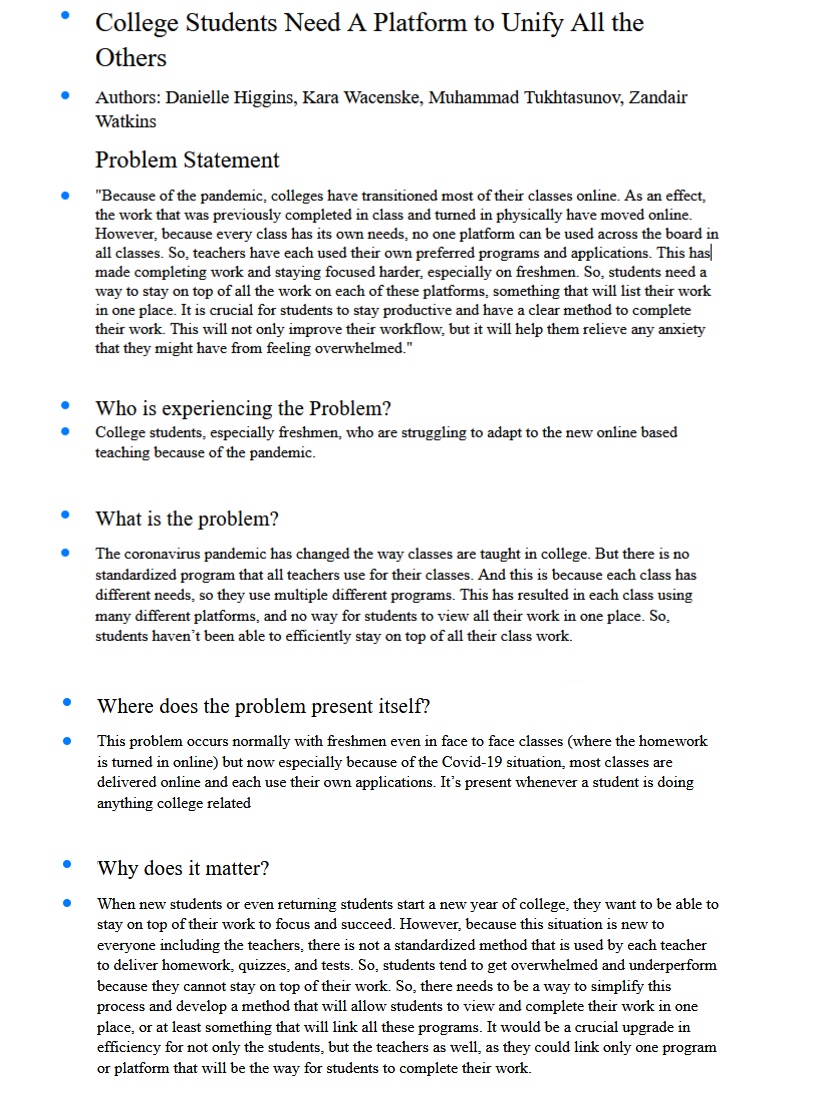 College Students Need A Platform to Unify All the
Others
Authors: Danielle Higgins, Kara Wacenske, Muhammad Tukhtasunov, Zandair
Watkins
Problem Statement
"Because of the pandemic, colleges have transitioned most of their classes online. As an effect,
the work that was previously completed in class and turned in physically have moved online.
However, because every class has its own needs, no one platform can be used across the board in
all classes. So, teachers have each used their own preferred programs and applications. This has
made completing work and staying focused harder, especially on freshmen. So, students need a
way to stay on top of all the work on each of these platforms, something that will list their work
in one place. It is crucial for students to stay productive and have a clear method to complete
their work. This will not only improve their workflow, but it will help them relieve any anxiety
that they might have from feeling overwhelmed."
Who is experiencing the Problem?
College students, especially freshmen, who are struggling to adapt to the new online based
teaching because of the pandemic.
What is the problem?
The coronavirus pandemic has changed the way classes are taught in college. But there is no
standardized program that all teachers use for their classes. And this is because each class has
different needs, so they use multiple different programs. This has resulted in each class using
many different platforms, and no way for students to view all their work in one place. So,
students haven't been able to efficiently stay on top of all their class work.
Where does the problem present itself?
This problem occurs normally with freshmen even in face to face classes (where the homework
is turned in online) but now especially because of the Covid-19 situation, most classes are
delivered online and each use their own applications. It's present whenever a student is doing
anything college related
Why does it matter?
When new students or even returning students start a new year of college, they want to be able to
stay on top of their work to focus and succeed. However, because this situation is new to
everyone including the teachers, there is not a standardized method that is used by each teacher
to deliver homework, quizzes, and tests. So, students tend to get overwhelmed and underperform
because they cannot stay on top of their work. So, there needs to be a way to simplify this
process and develop a method that will allow students to view and complete their work in one
place, or at least something that will link all these programs. It would be a crucial upgrade in
efficiency for not only the students, but the teachers as well, as they could link only one program
or platform that will be the way for students to complete their work.